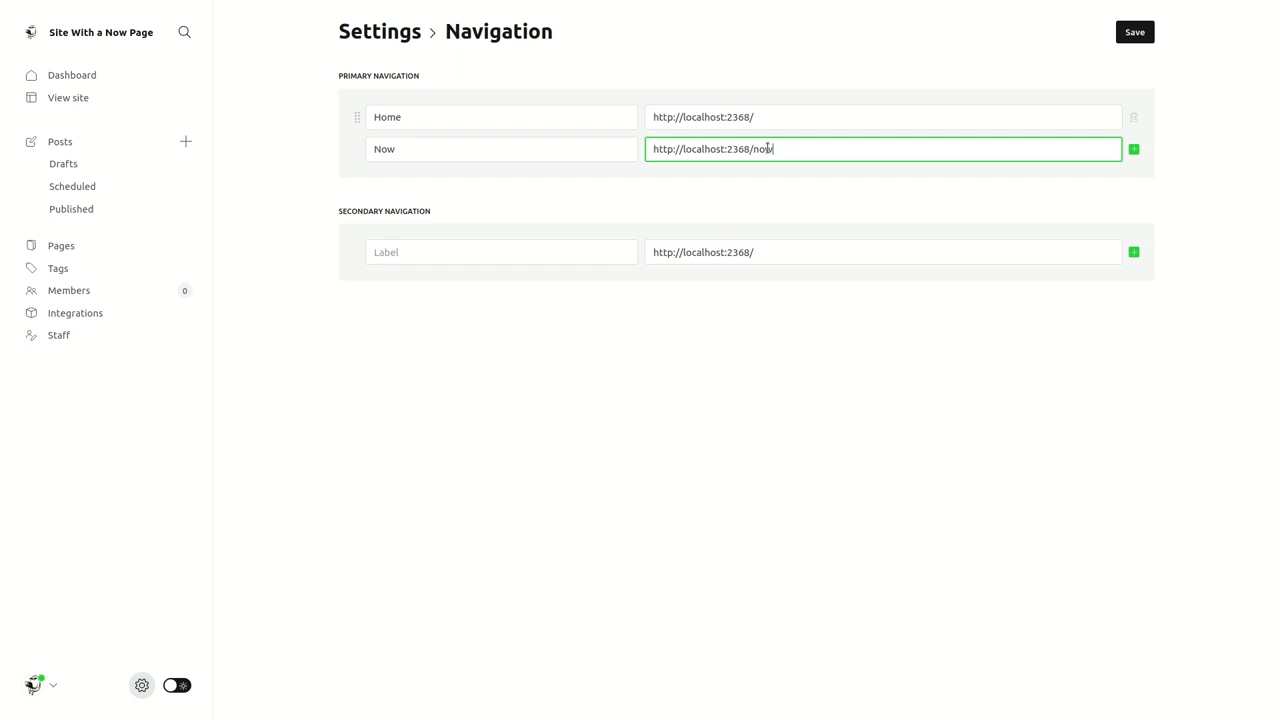 Site With a Now Page
Dashboard
View site
Posts
Drafts
Scheduled
Published
Pages
Tags
Members 0
Integrations
Staff
Settings › Navigation
Save
PRIMARY NAVIGATION
Home http://localhost:2368/
Now http://localhost:2368/now
SECONDARY NAVIGATION
Label http://localhost:2368/